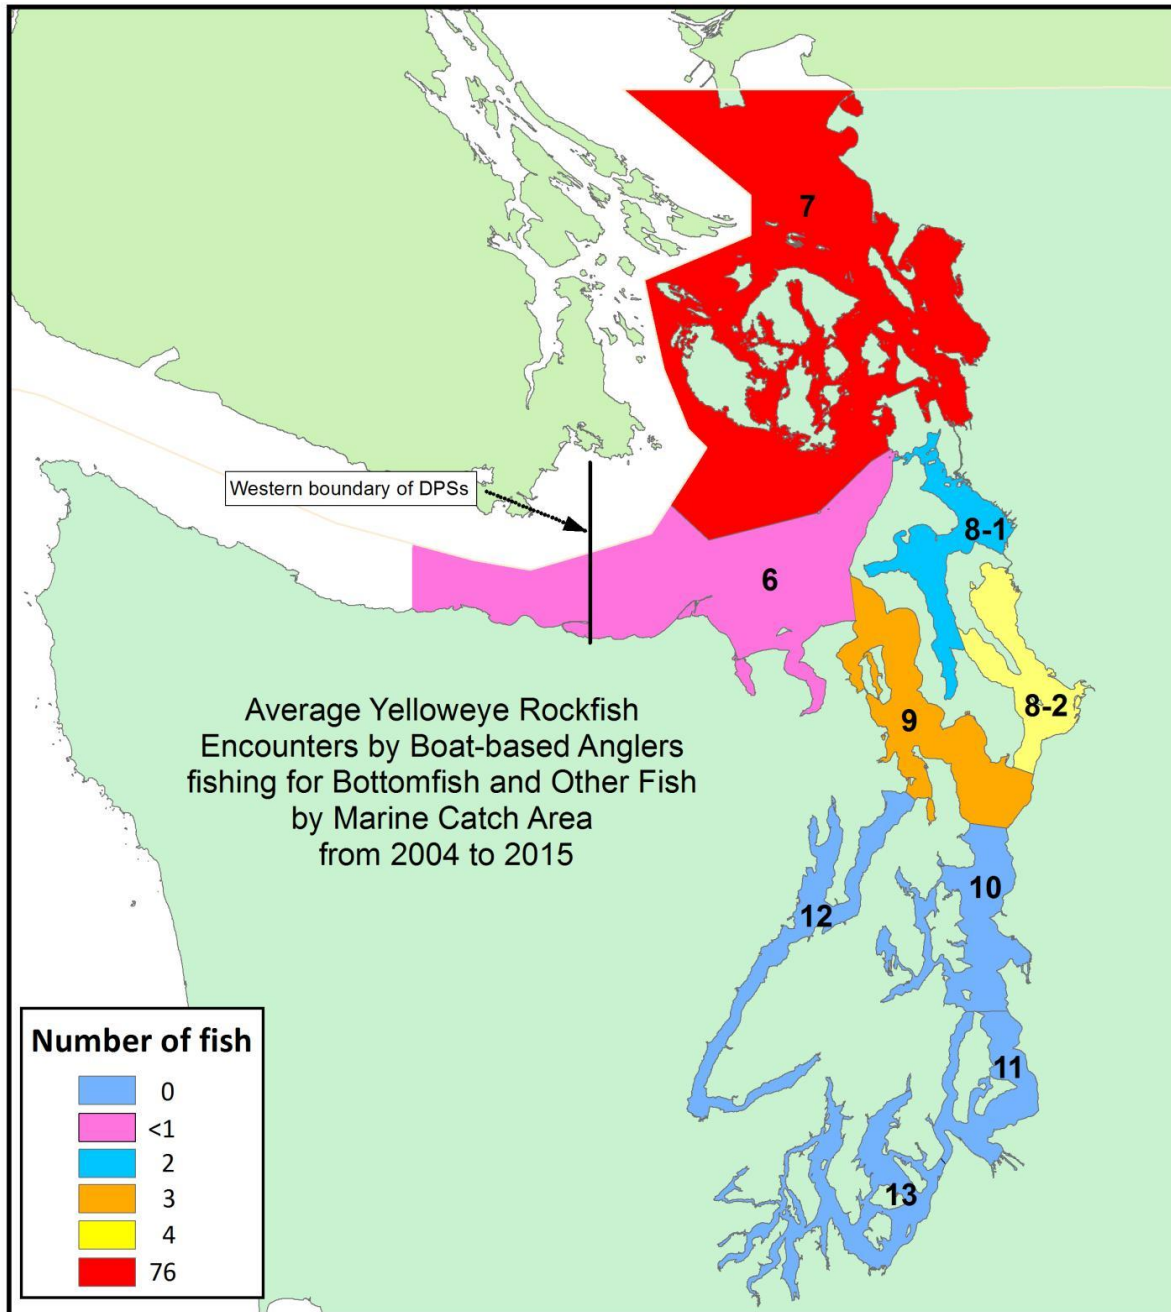 7
Western boundary of DPSs
8-1
6
8-2
9
Average Yelloweye Rockfish
Encounters by Boat-based Anglers
fishing for Bottomfish and Other Fish
by Marine Catch Area
from 2004 to 2015
10
12
11
13
Number of fish
0
<1
2
3
4
76